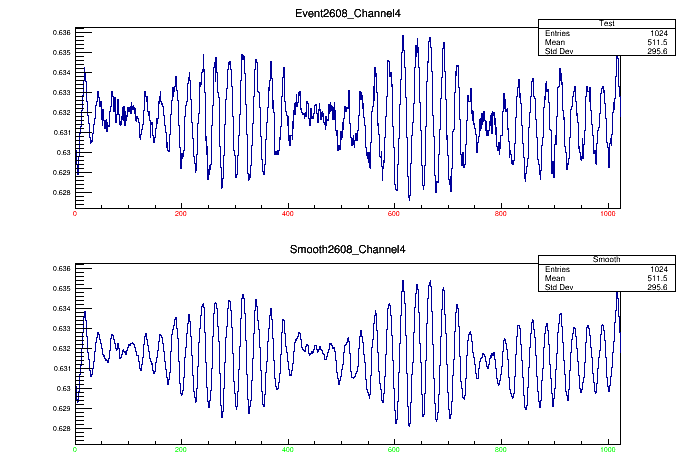 Event2608_Channel4
Test
Entries 1024
Mean 511.5
Std Dev 295.6
0.636
0.635
0.634
0.633
0.632
0.631
0.63
0.629
0.628
0 200 400 600 800 1000
Smooth2608_Channel4
Smooth
Entries 1024
Mean 511.5
Std Dev 295.6
0.636
0.635
0.634
0.633
0.632
0.631
0.63
0.629
0.628
0 200 400 600 800 1000